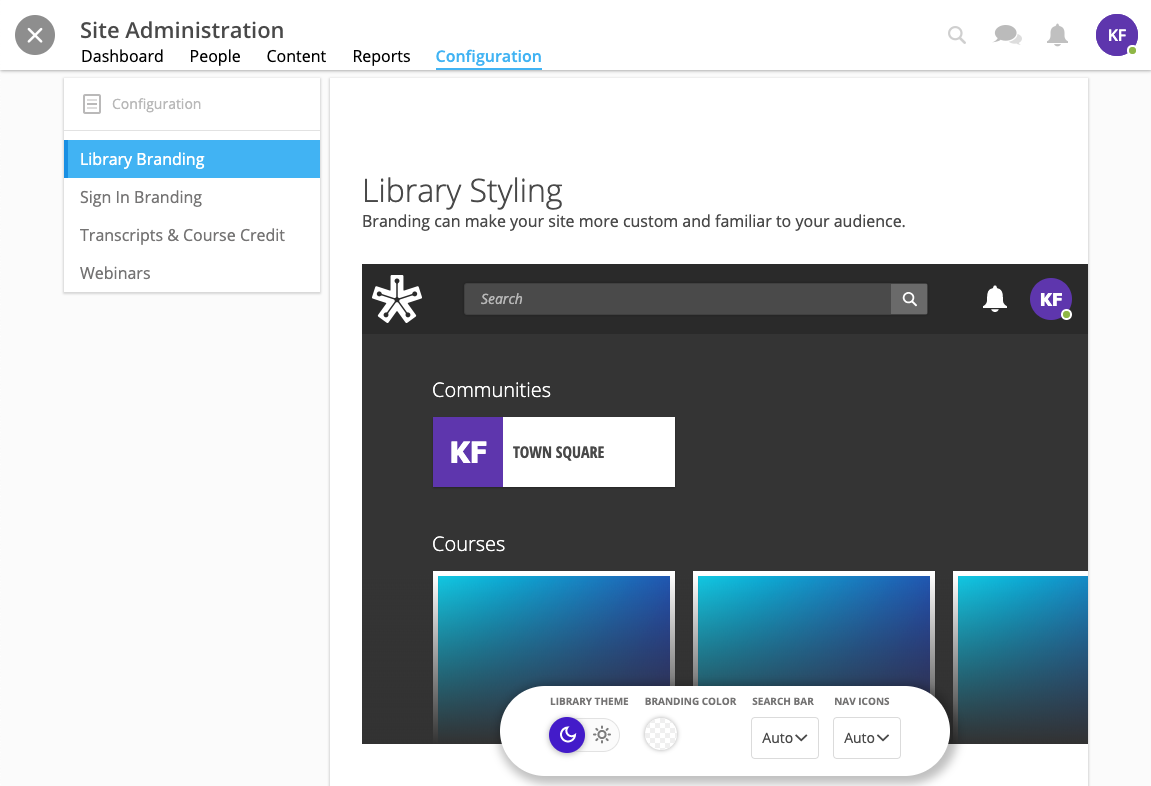 Site Administration
Dashboard People Content Reports Configuration
KF
Configuration
Library Branding
Sign In Branding
Transcripts & Course Credit
Webinars
Library Styling
Branding can make your site more custom and familiar to your audience.
Search
KF
Communities
KF TOWN SQUARE
Courses
LIBRARY THEME BRANDING COLOR SEARCH BAR NAV ICONS
Auto Auto